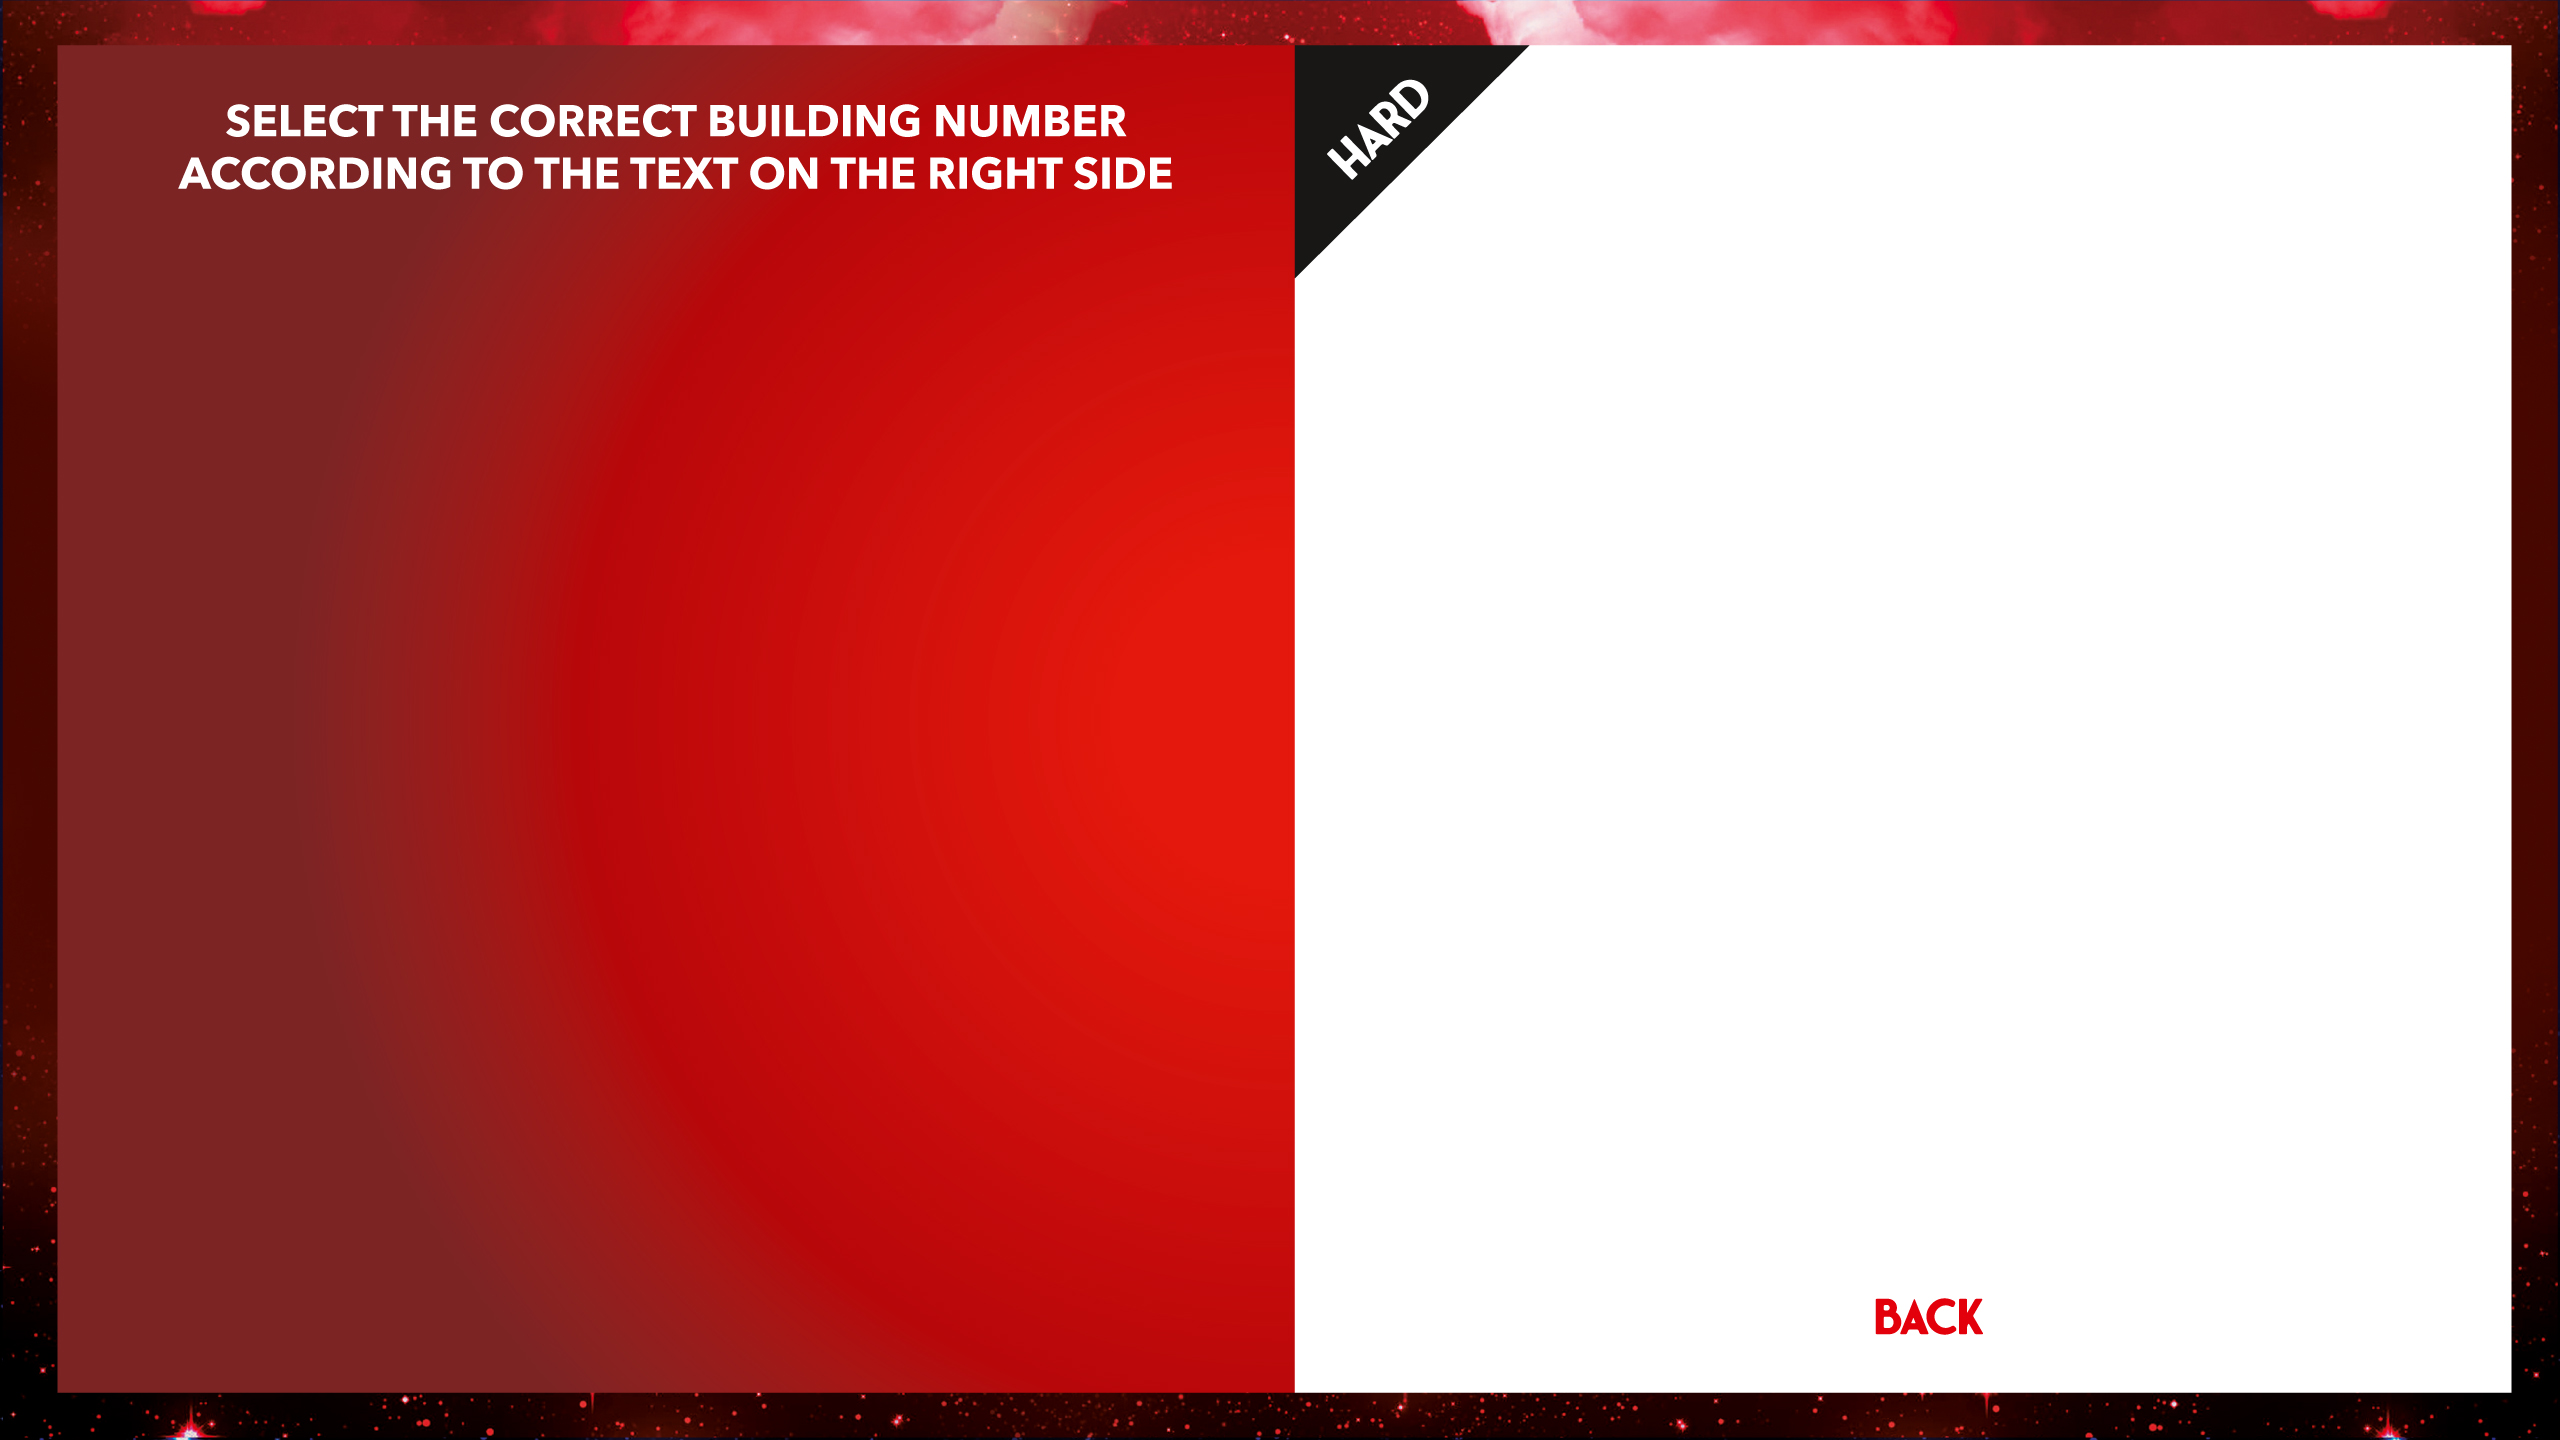 SELECT THE CORRECT BUILDING NUMBER
ACCORDING TO THE TEXT ON THE RIGHT SIDE
HARD
BACK